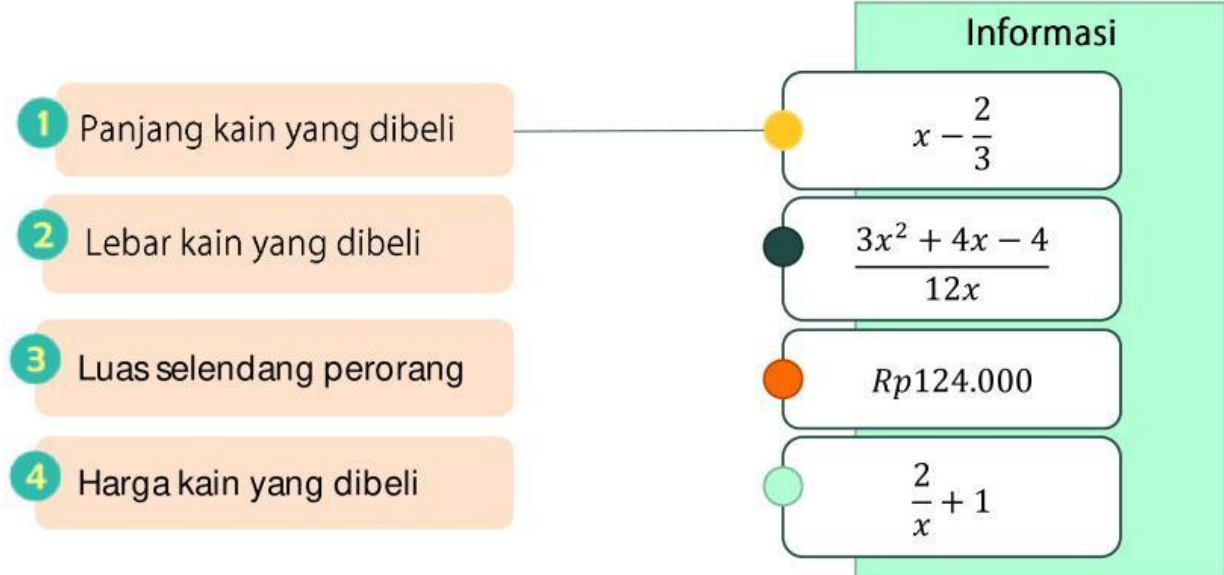 Informasi
1 Panjang kain yang dibeli
x − 2/3
2 Lebar kain yang dibeli
(3x² + 4x − 4)/(12x)
3 Luas selendang perorang
Rp124.000
4 Harga kain yang dibeli
2/x + 1